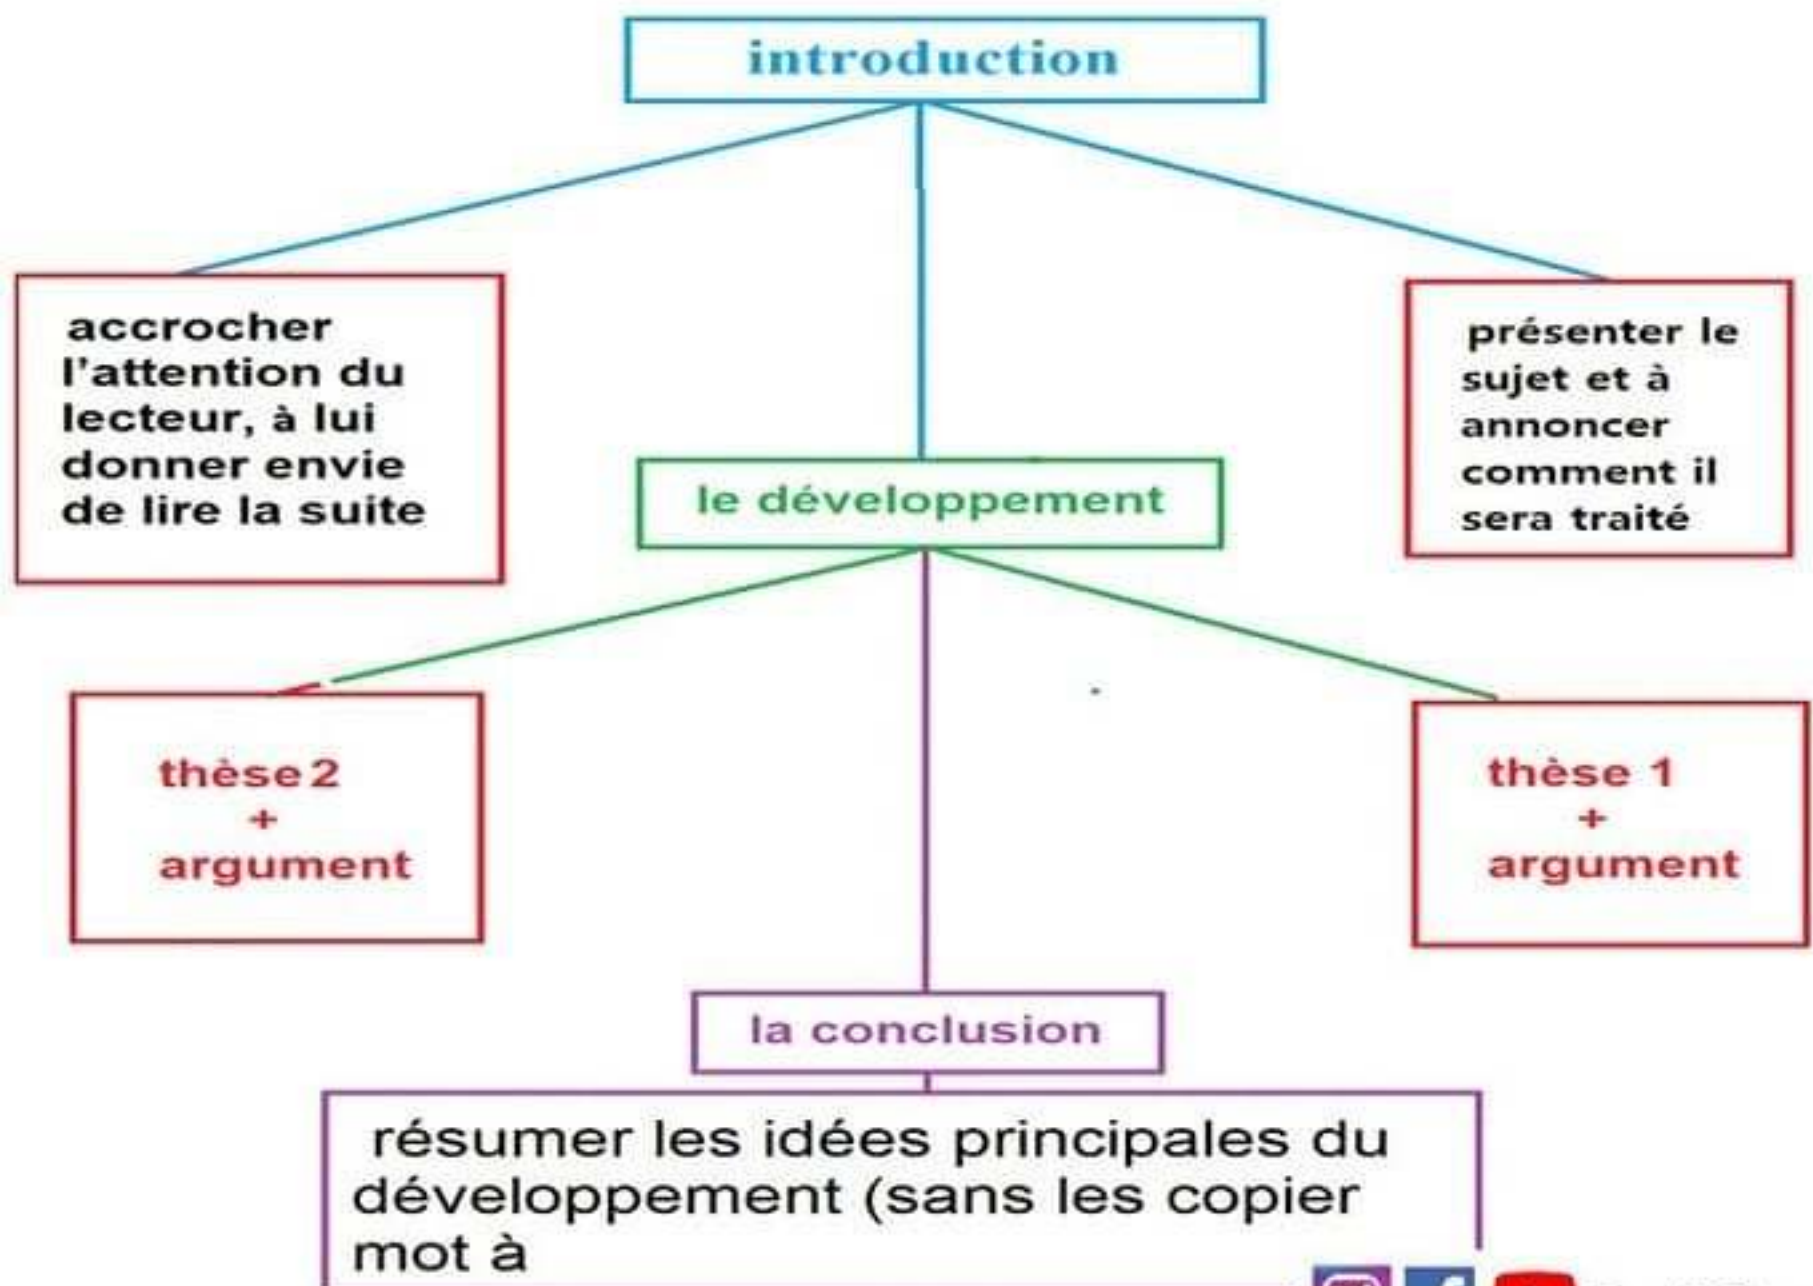 introduction
accrocher
l'attention du
lecteur, à lui
donner envie
de lire la suite
présenter le
sujet et à
annoncer
comment il
sera traité
le développement
thèse 2
+
argument
thèse 1
+
argument
la conclusion
résumer les idées principales du
développement (sans les copier
mot à